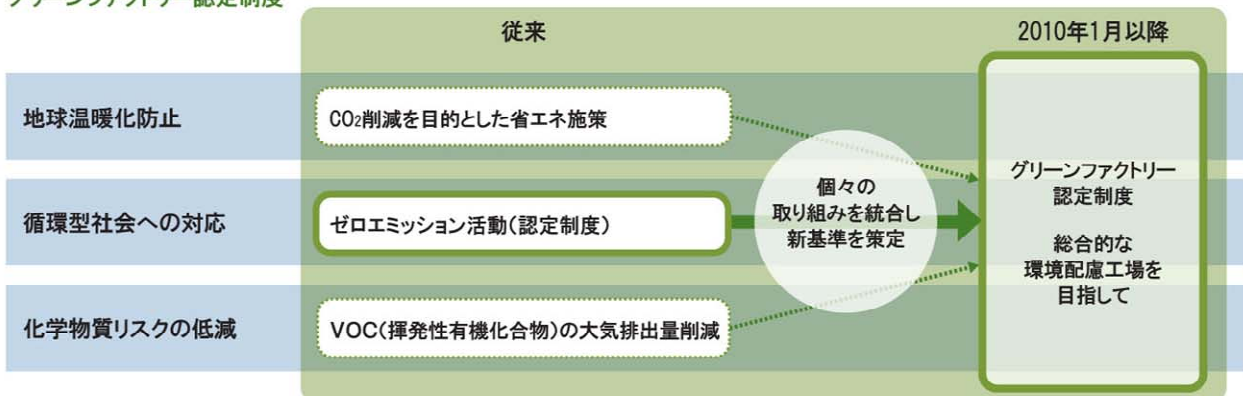 従来
2010年1月以降
地球温暖化防止
CO2削減を目的とした省エネ施策
循環型社会への対応
ゼロエミッション活動(認定制度)
化学物質リスクの低減
VOC(揮発性有機化合物)の大気排出量削減
個々の
取り組みを統合し
新基準を策定
グリーンファクトリー
認定制度
総合的な
環境配慮工場を
目指して